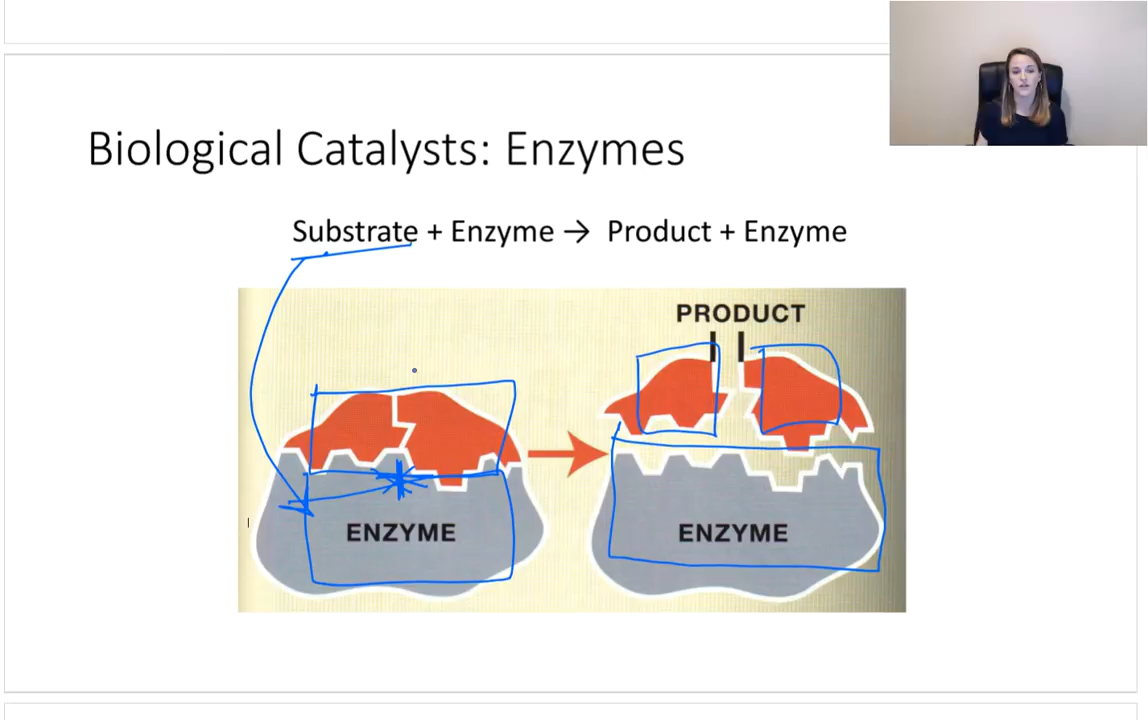 Biological Catalysts: Enzymes
Substrate + Enzyme → Product + Enzyme
PRODUCT
ENZYME
ENZYME